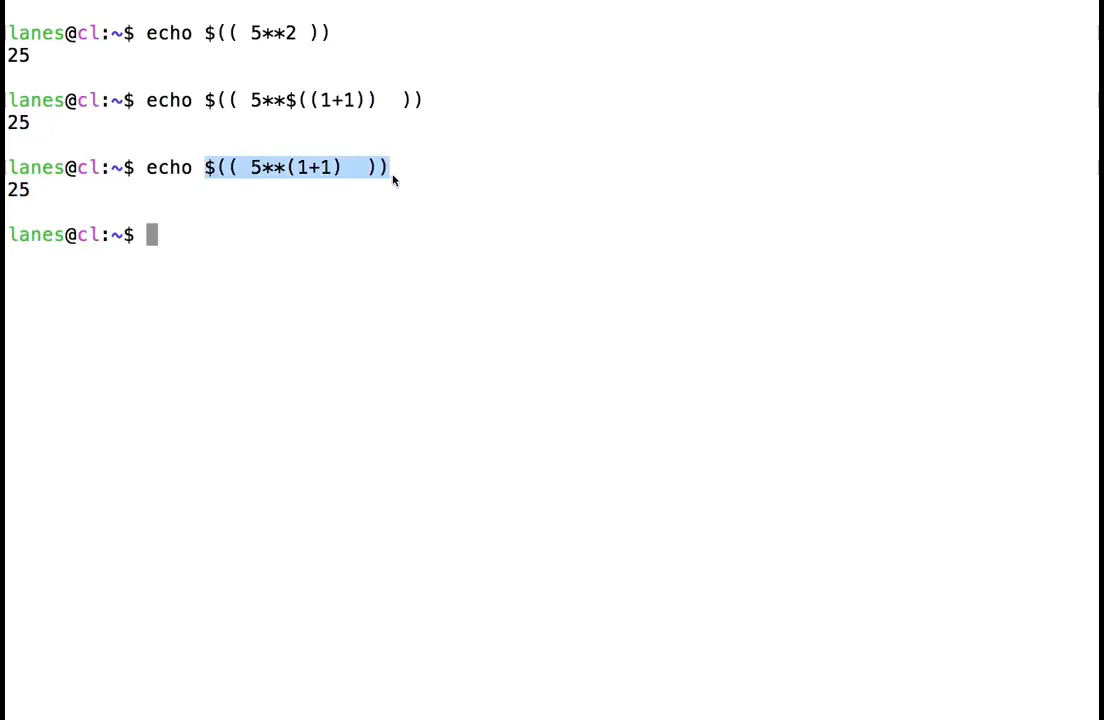 lanes@cl:~$ echo $(( 5**2 ))
25
lanes@cl:~$ echo $(( 5**$((1+1))  ))
25
lanes@cl:~$ echo $(( 5**(1+1)  ))
25
lanes@cl:~$